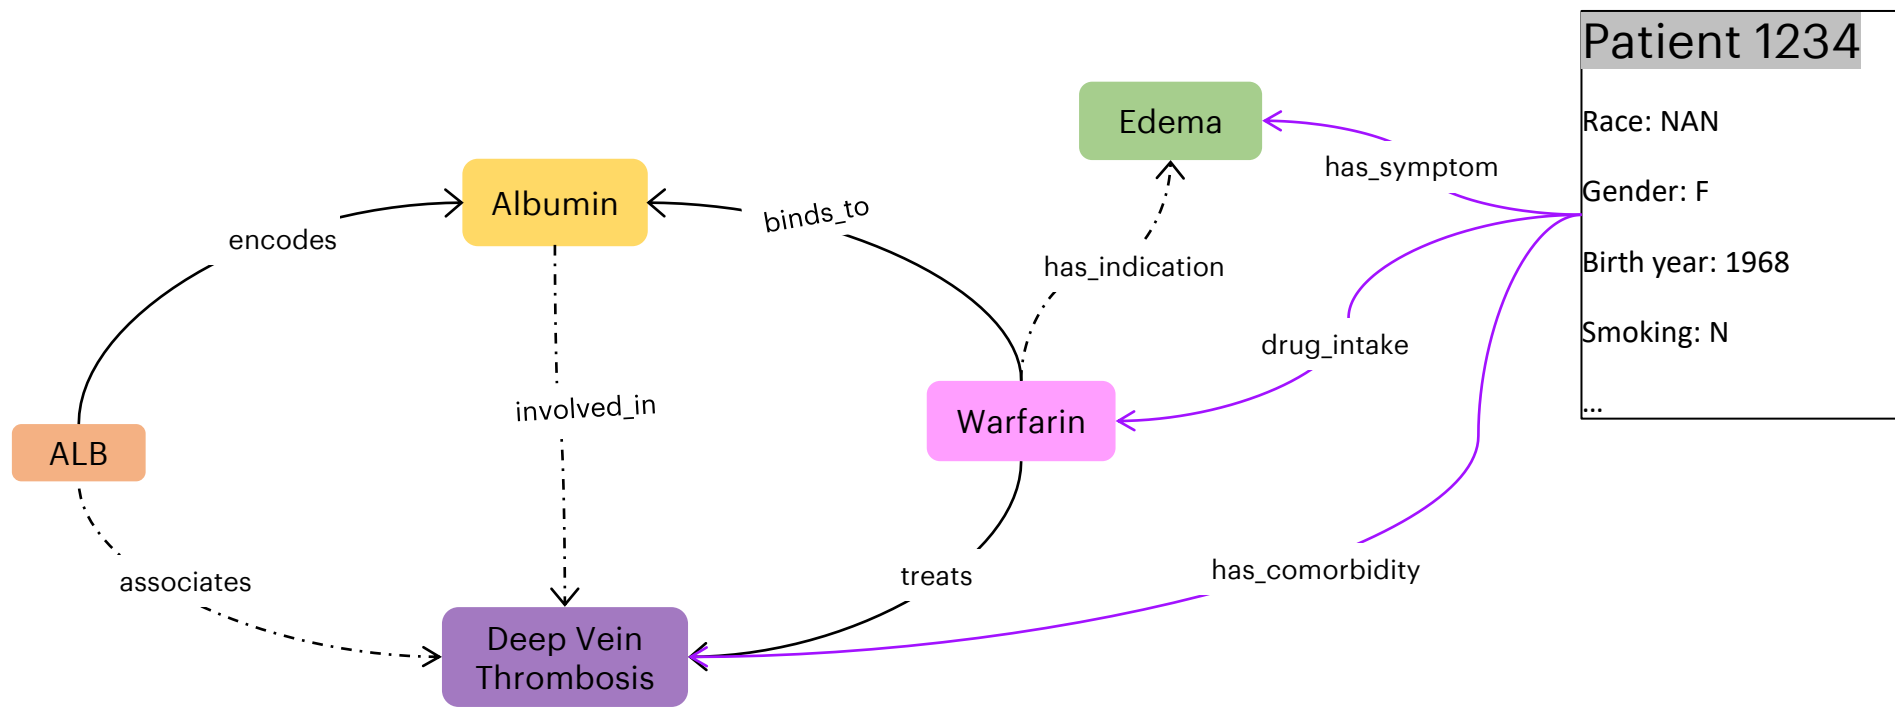 Patient 1234
Race: NAN
Gender: F
Birth year: 1968
Smoking: N
...
Edema
has_symptom
Albumin
binds_to
encodes
has_indication
drug_intake
involved_in
Warfarin
ALB
associates
treats
has_comorbidity
Deep Vein
Thrombosis